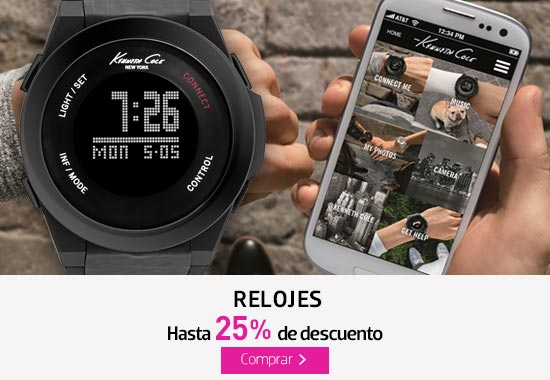 Kenneth Cole
NEW YORK
LIGHT / SET
CONNECT
7:26
MON 5-05
INF / MODE
CONTROL
AT&T
12:34 PM
HOME
Kenneth Cole
CONNECT ME
MUSIC
MY PHOTOS
CAMERA
@KENNETH COLE
GET HELP
RELOJES
Hasta 25% de descuento
Comprar >